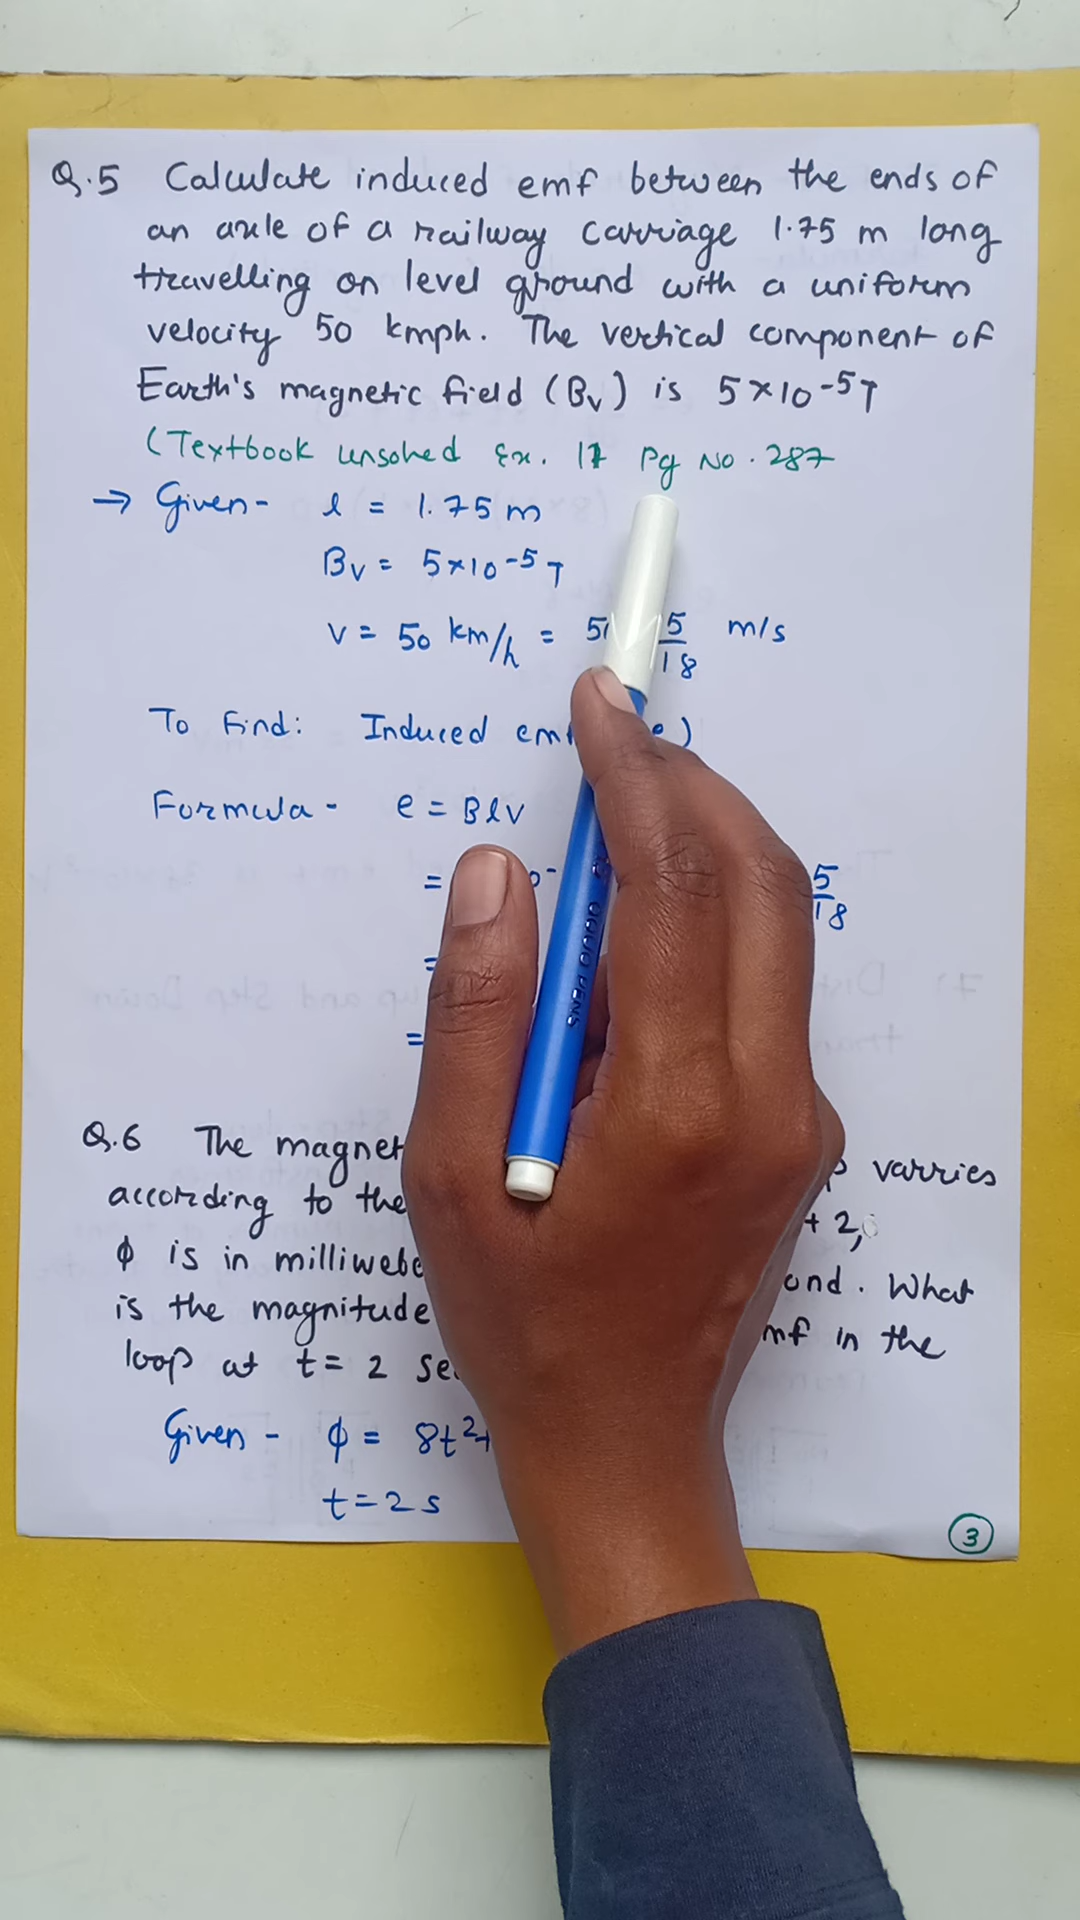 Q.5 Calculate induced emf between the ends of
an axle of a railway carriage 1.75 m long
travelling on level ground with a uniform
velocity 50 kmph. The vertical component of
Earth's magnetic field (Bv) is 5×10⁻⁵T
(Textbook unsolved Ex. 17 Pg No. 287
→ Given- l = 1.75 m
Bv = 5×10⁻⁵T
v = 50 km/h = 5 5/18 m/s
To Find: Induced em e)
Formula - e = Blv
= 5/18
=
=
Q.6 The magnet varries
according to the + 2,
ϕ is in milliwebe ond. What
is the magnitude mf in the
loop at t = 2 se
Given - ϕ = 8t²+
t = 2 s
3